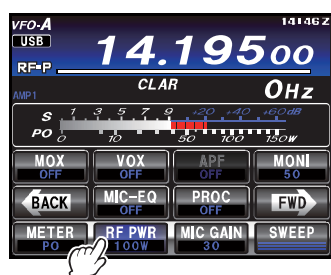 VFO-A 14146Z
USB 14.19500
RF-P
CLAR 0Hz
AMP1
S 1 3 5 7 9 +20 +40 +60dB
PO 0 10 50 100 150W
MOX VOX APF MONI
OFF OFF OFF 50
BACK MIC-EQ PROC FWD
OFF OFF
METER RF PWR MIC GAIN SWEEP
PO 100W 30